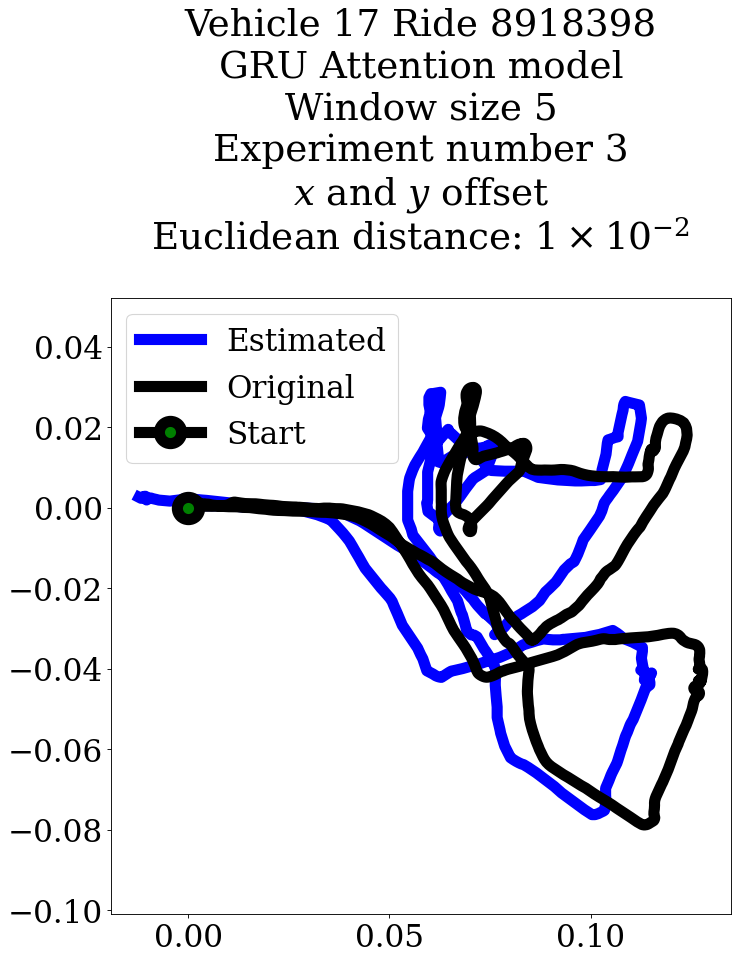 Vehicle 17 Ride 8918398
GRU Attention model
Window size 5
Experiment number 3
x and y offset
Euclidean distance: 1 × 10⁻²
Estimated
Original
Start
0.04
0.02
0.00
−0.02
−0.04
−0.06
−0.08
−0.10
0.00 0.05 0.10